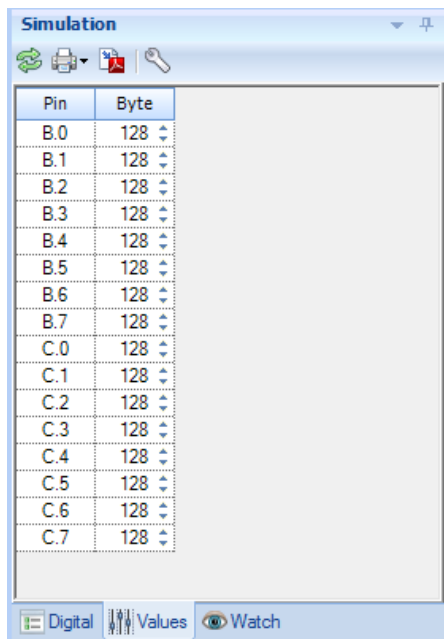 Simulation
Pin Byte
B.0 128
B.1 128
B.2 128
B.3 128
B.4 128
B.5 128
B.6 128
B.7 128
C.0 128
C.1 128
C.2 128
C.3 128
C.4 128
C.5 128
C.6 128
C.7 128
Digital Values Watch